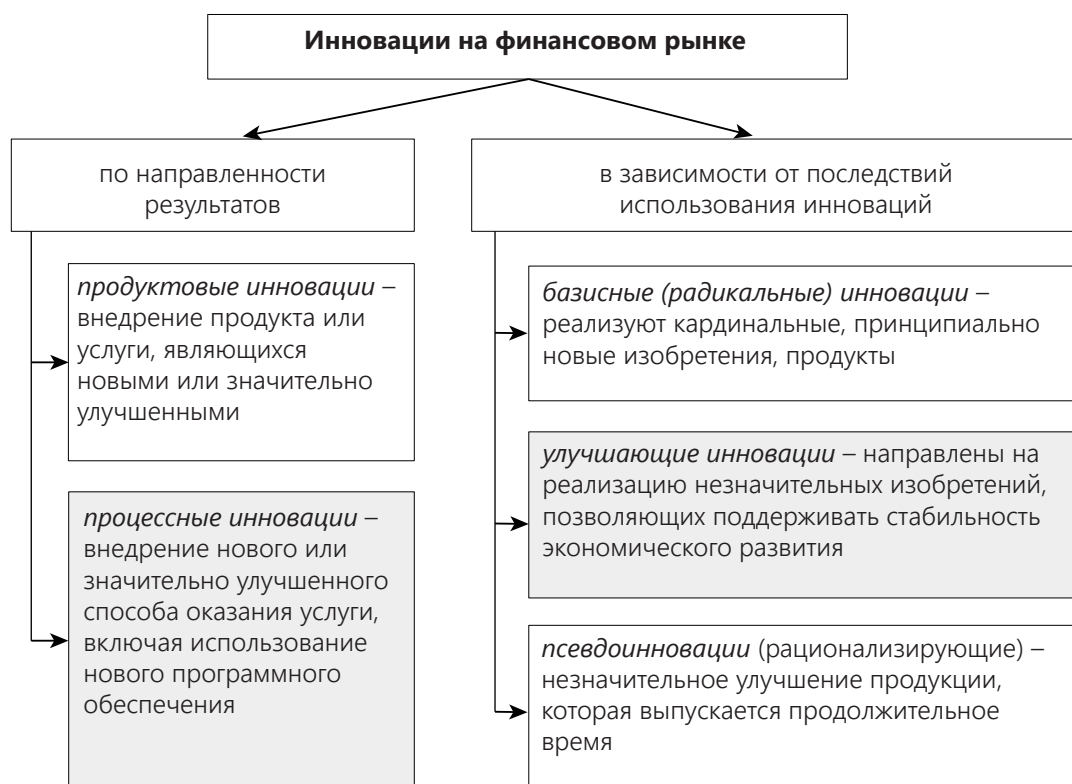 Инновации на финансовом рынке
по направленности
результатов
продуктовые инновации –
внедрение продукта или
услуги, являющихся
новыми или значительно
улучшенными
процессные инновации –
внедрение нового или
значительно улучшенного
способа оказания услуги,
включая использование
нового программного
обеспечения
в зависимости от последствий
использования инноваций
базисные (радикальные) инновации –
реализуют кардинальные, принципиально
новые изобретения, продукты
улучшающие инновации – направлены на
реализацию незначительных изобретений,
позволяющих поддерживать стабильность
экономического развития
псевдоинновации (рационализирующие) –
незначительное улучшение продукции,
которая выпускается продолжительное
время